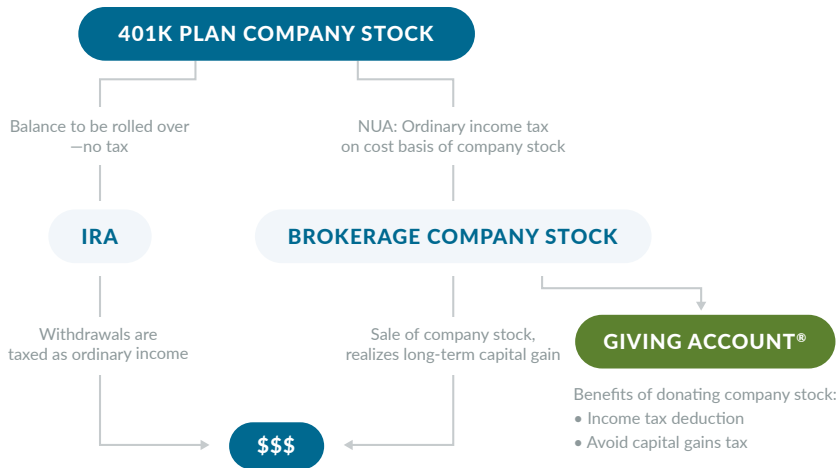 401K PLAN COMPANY STOCK
Balance to be rolled over
—no tax
NUA: Ordinary income tax
on cost basis of company stock
IRA
BROKERAGE COMPANY STOCK
Withdrawals are
taxed as ordinary income
Sale of company stock,
realizes long-term capital gain
GIVING ACCOUNT®
Benefits of donating company stock:
• Income tax deduction
• Avoid capital gains tax
$$$